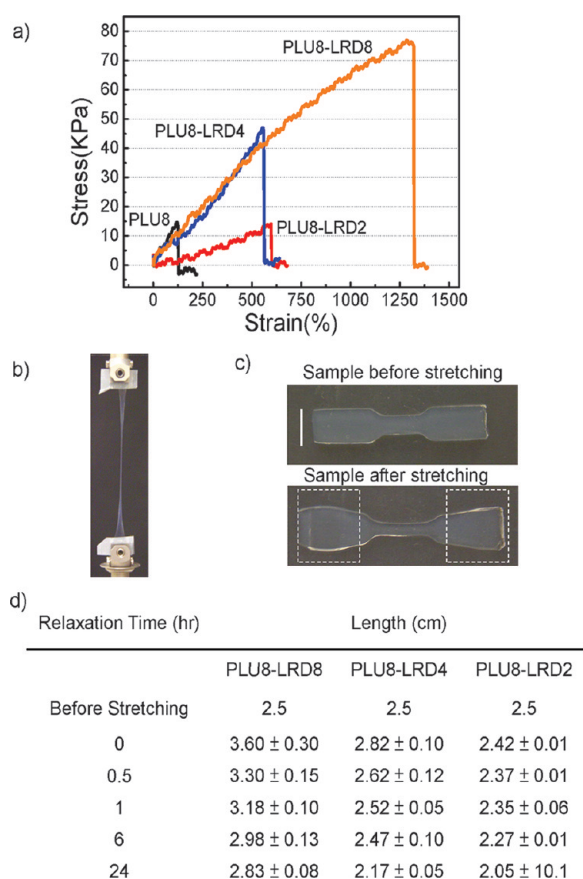 a)
80
70
60
50
40
30
20
10
0
Stress(KPa)
PLU8-LRD8
PLU8-LRD4
PLU8
PLU8-LRD2
0 250 500 750 1000 1250 1500
Strain(%)
b)
c)
Sample before stretching
Sample after stretching
d)
Relaxation Time (hr) Length (cm)
PLU8-LRD8 PLU8-LRD4 PLU8-LRD2
Before Stretching 2.5 2.5 2.5
0 3.60 ± 0.30 2.82 ± 0.10 2.42 ± 0.01
0.5 3.30 ± 0.15 2.62 ± 0.12 2.37 ± 0.01
1 3.18 ± 0.10 2.52 ± 0.05 2.35 ± 0.06
6 2.98 ± 0.13 2.47 ± 0.10 2.27 ± 0.01
24 2.83 ± 0.08 2.17 ± 0.05 2.05 ± 10.1